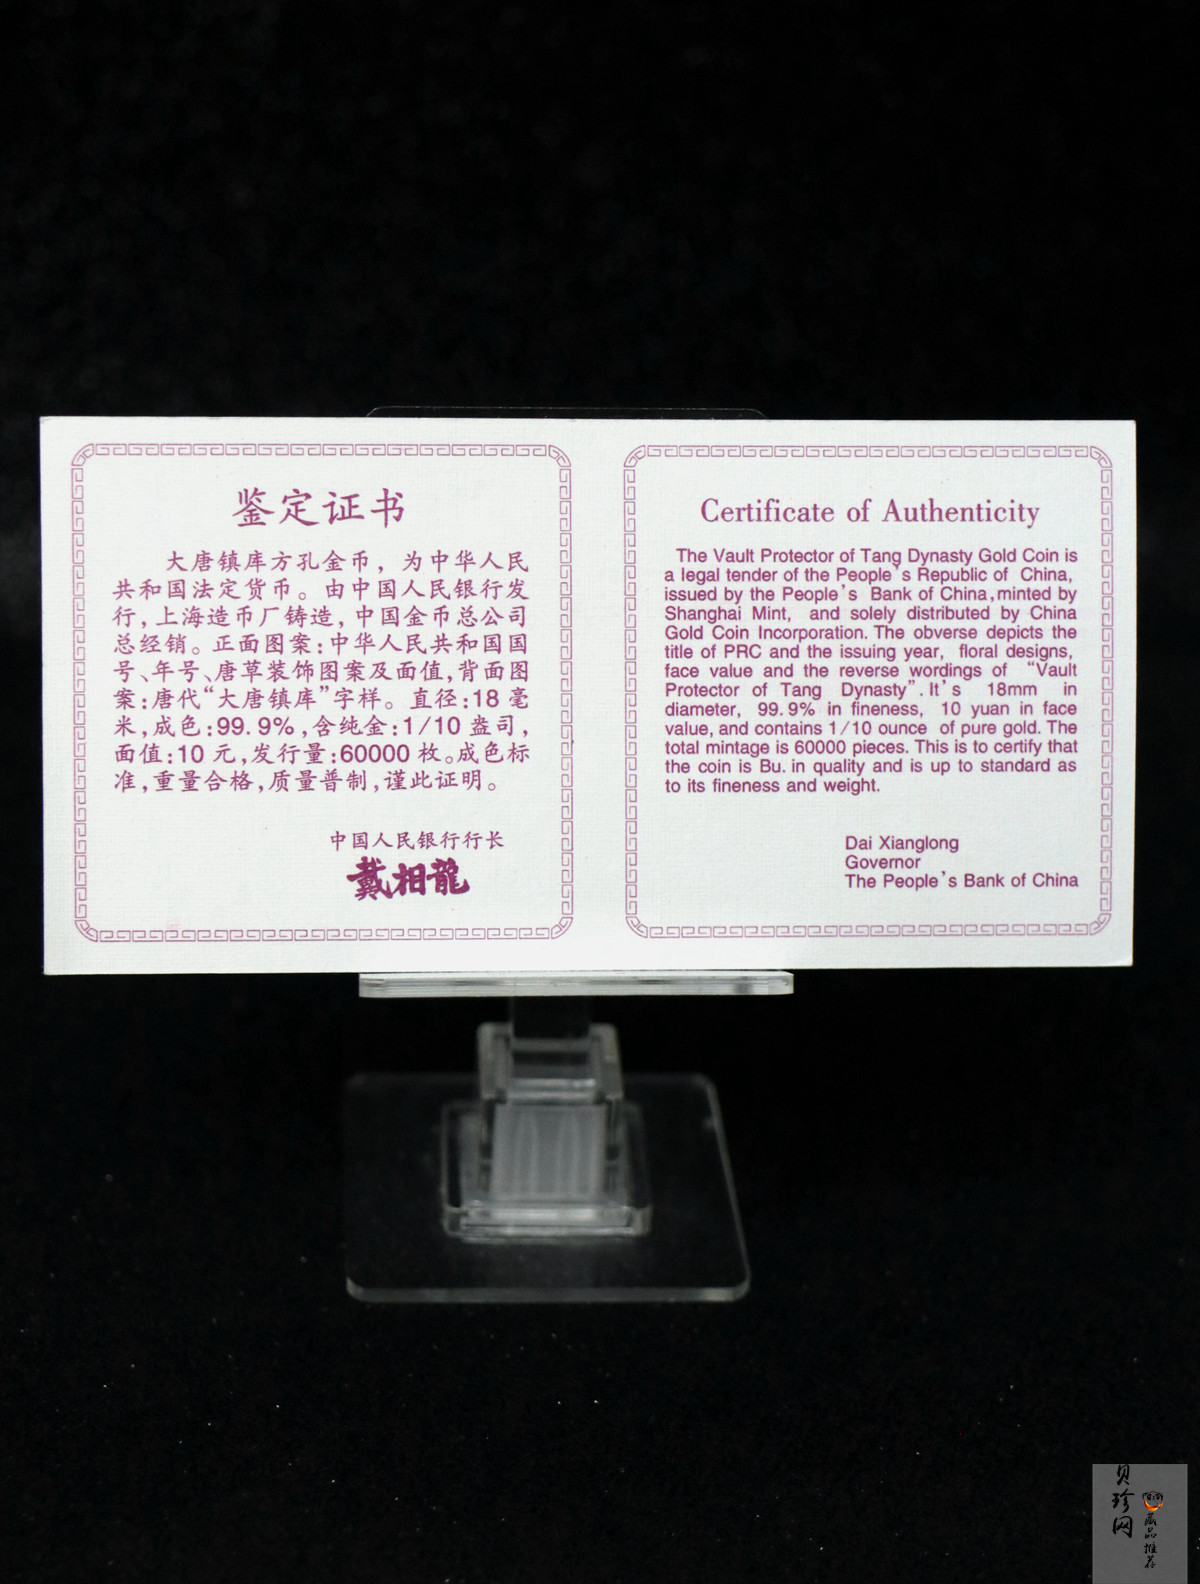 鉴定证书
大唐镇库方孔金币，为中华人民
共和国法定货币。由中国人民银行发
行，上海造币厂铸造，中国金币总公司
总经销。正面图案：中华人民共和国国
号、年号、唐草装饰图案及面值，背面图
案：唐代“大唐镇库”字样。直径：18毫
米，成色：99.9%，含纯金：1/10盎司，
面值：10元，发行量：60000枚。成色标
准，重量合格，质量普制，谨此证明。
中国人民银行行长
戴相龍
Certificate of Authenticity
The Vault Protector of Tang Dynasty Gold Coin is
a legal tender of the People's Republic of China,
issued by the People's Bank of China, minted by
Shanghai Mint, and solely distributed by China
Gold Coin Incorporation. The obverse depicts the
title of PRC and the issuing year, floral designs,
face value and the reverse wordings of "Vault
Protector of Tang Dynasty". It's 18mm in
diameter, 99.9% in fineness, 10 yuan in face
value, and contains 1/10 ounce of pure gold. The
total mintage is 60000 pieces. This is to certify that
the coin is Bu. in quality and is up to standard as
to its fineness and weight.
Dai Xianglong
Governor
The People's Bank of China
贝珍网
藏品推荐